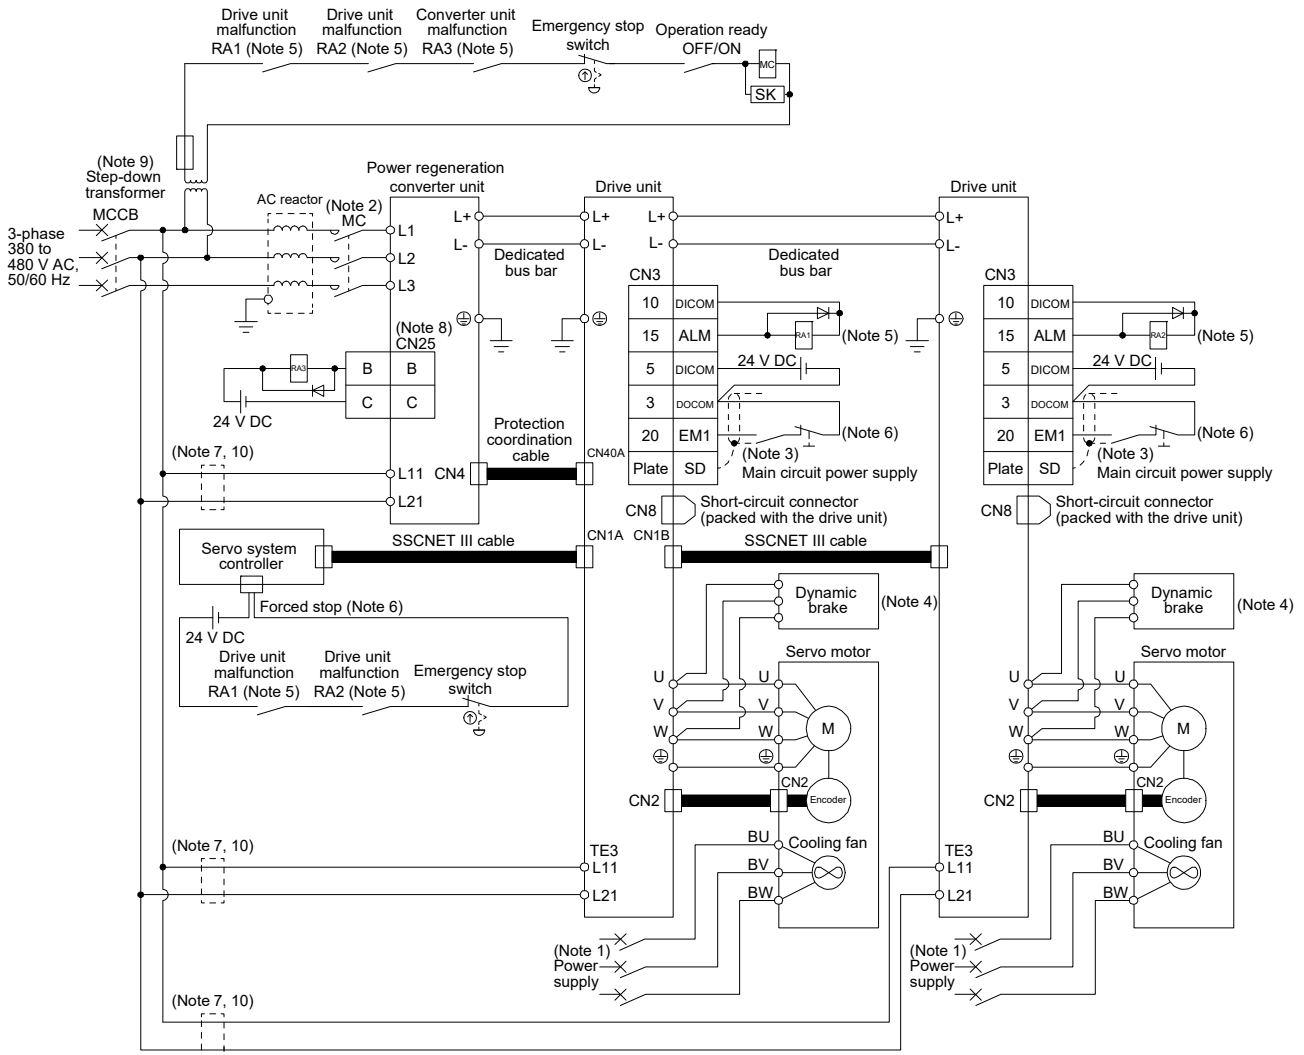 Drive unit
malfunction
RA1 (Note 5)
Drive unit
malfunction
RA2 (Note 5)
Converter unit
malfunction
RA3 (Note 5)
Emergency stop
switch
Operation ready
OFF/ON
MC
SK
(Note 9)
Step-down
transformer
MCCB
3-phase
380 to
480 V AC,
50/60 Hz
AC reactor
(Note 2)
MC
Power regeneration
converter unit
L1
L2
L3
L+
L-
Dedicated
bus bar
Drive unit
L+
L-
L+
L-
Dedicated
bus bar
Drive unit
L+
L-
(Note 8)
CN25
B
B
C
C
RA3
24 V DC
(Note 7, 10)
L11
L21
CN4
Protection
coordination
cable
CN40A
CN3
10
DICOM
15
ALM
5
DICOM
3
DOCOM
20
EM1
Plate
SD
RA1
(Note 5)
24 V DC
(Note 6)
(Note 3)
Main circuit power supply
CN8
Short-circuit connector
(packed with the drive unit)
CN3
10
DICOM
15
ALM
5
DICOM
3
DOCOM
20
EM1
Plate
SD
RA2
(Note 5)
24 V DC
(Note 6)
(Note 3)
Main circuit power supply
CN8
Short-circuit connector
(packed with the drive unit)
Servo system
controller
SSCNET III cable
CN1A
CN1B
SSCNET III cable
Forced stop (Note 6)
24 V DC
Drive unit
malfunction
RA1 (Note 5)
Drive unit
malfunction
RA2 (Note 5)
Emergency stop
switch
Dynamic
brake
(Note 4)
Servo motor
U
U
V
V
W
W
M
CN2
CN2
Encoder
Cooling fan
BU
BV
BW
Dynamic
brake
(Note 4)
Servo motor
U
U
V
V
W
W
M
CN2
CN2
Encoder
Cooling fan
BU
BV
BW
(Note 7, 10)
TE3
L11
L21
TE3
L11
L21
(Note 1)
Power
supply
(Note 1)
Power
supply
(Note 7, 10)